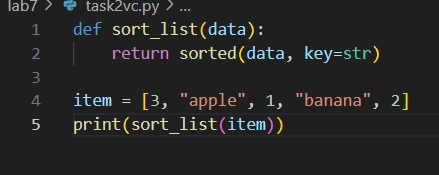 lab7 > task2vc.py > ...
1 def sort_list(data):
2     return sorted(data, key=str)
3
4 item = [3, "apple", 1, "banana", 2]
5 print(sort_list(item))